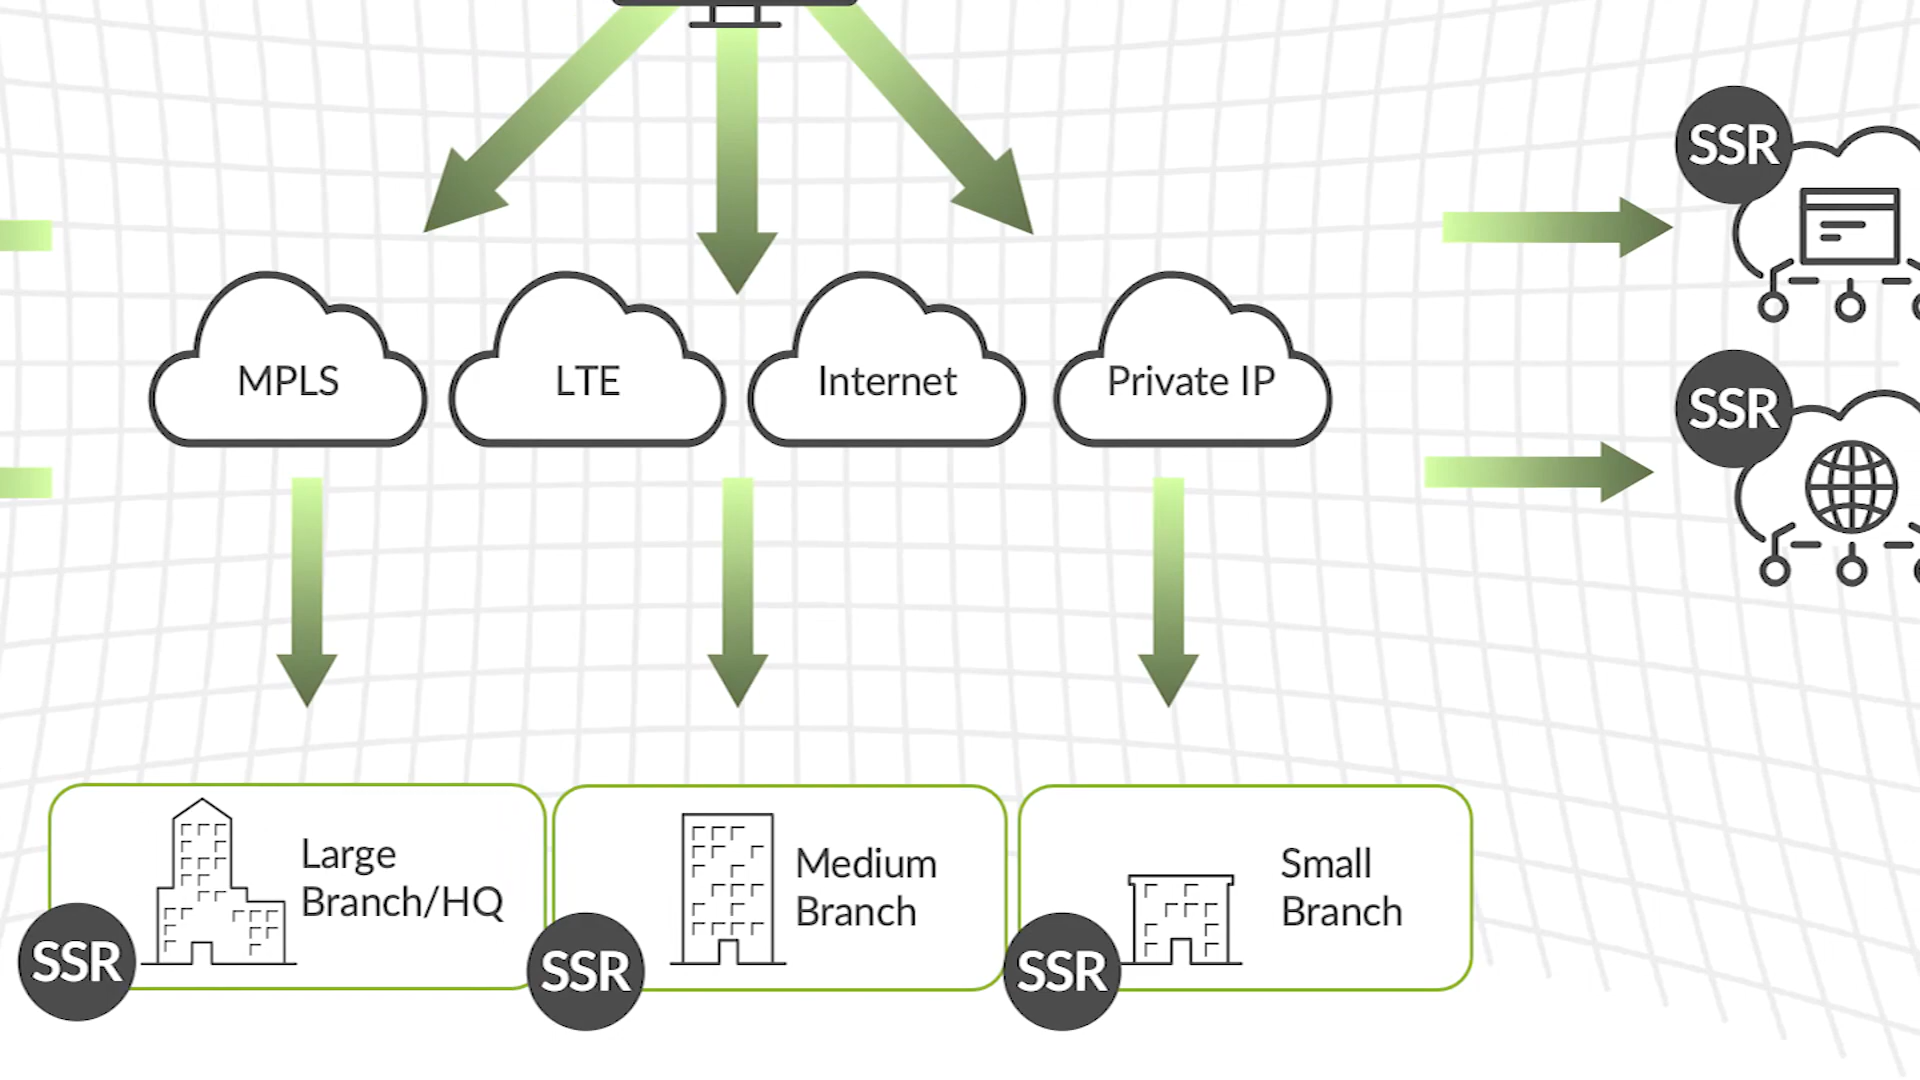 SSR
MPLS
LTE
Internet
Private IP
SSR
Large
Branch/HQ
Medium
Branch
Small
Branch
SSR
SSR
SSR